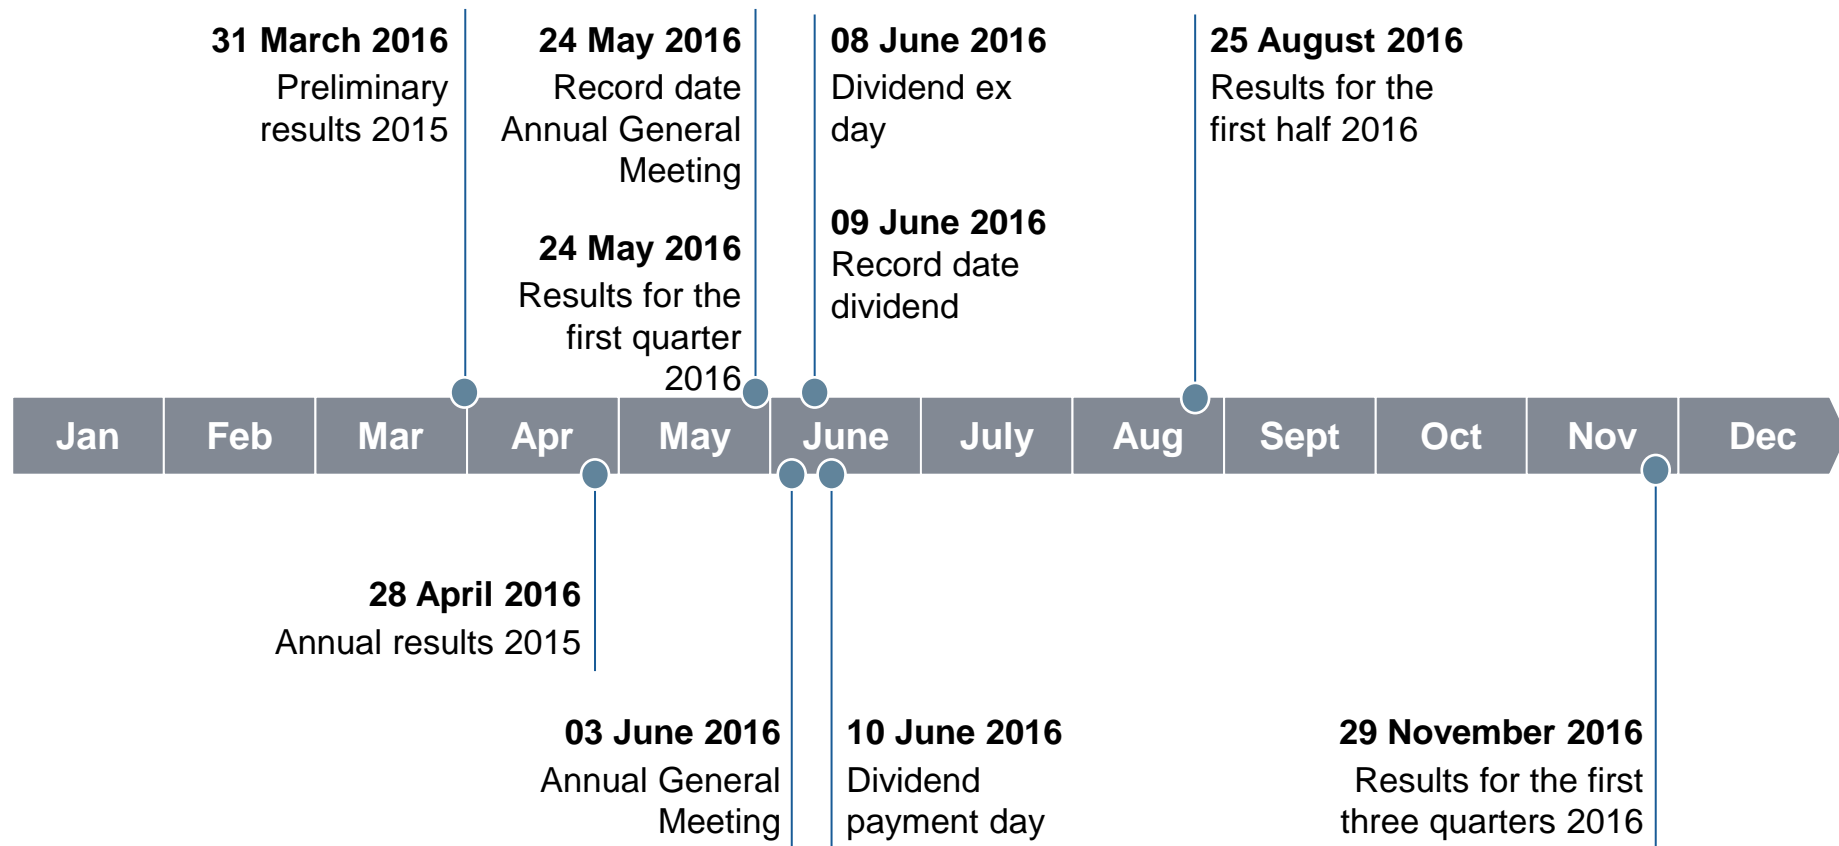 31 March 2016
Preliminary
results 2015
24 May 2016
Record date
Annual General
Meeting
24 May 2016
Results for the
first quarter
2016
08 June 2016
Dividend ex
day
09 June 2016
Record date
dividend
25 August 2016
Results for the
first half 2016
Jan Feb Mar Apr May June July Aug Sept Oct Nov Dec
28 April 2016
Annual results 2015
03 June 2016
Annual General
Meeting
10 June 2016
Dividend
payment day
29 November 2016
Results for the first
three quarters 2016